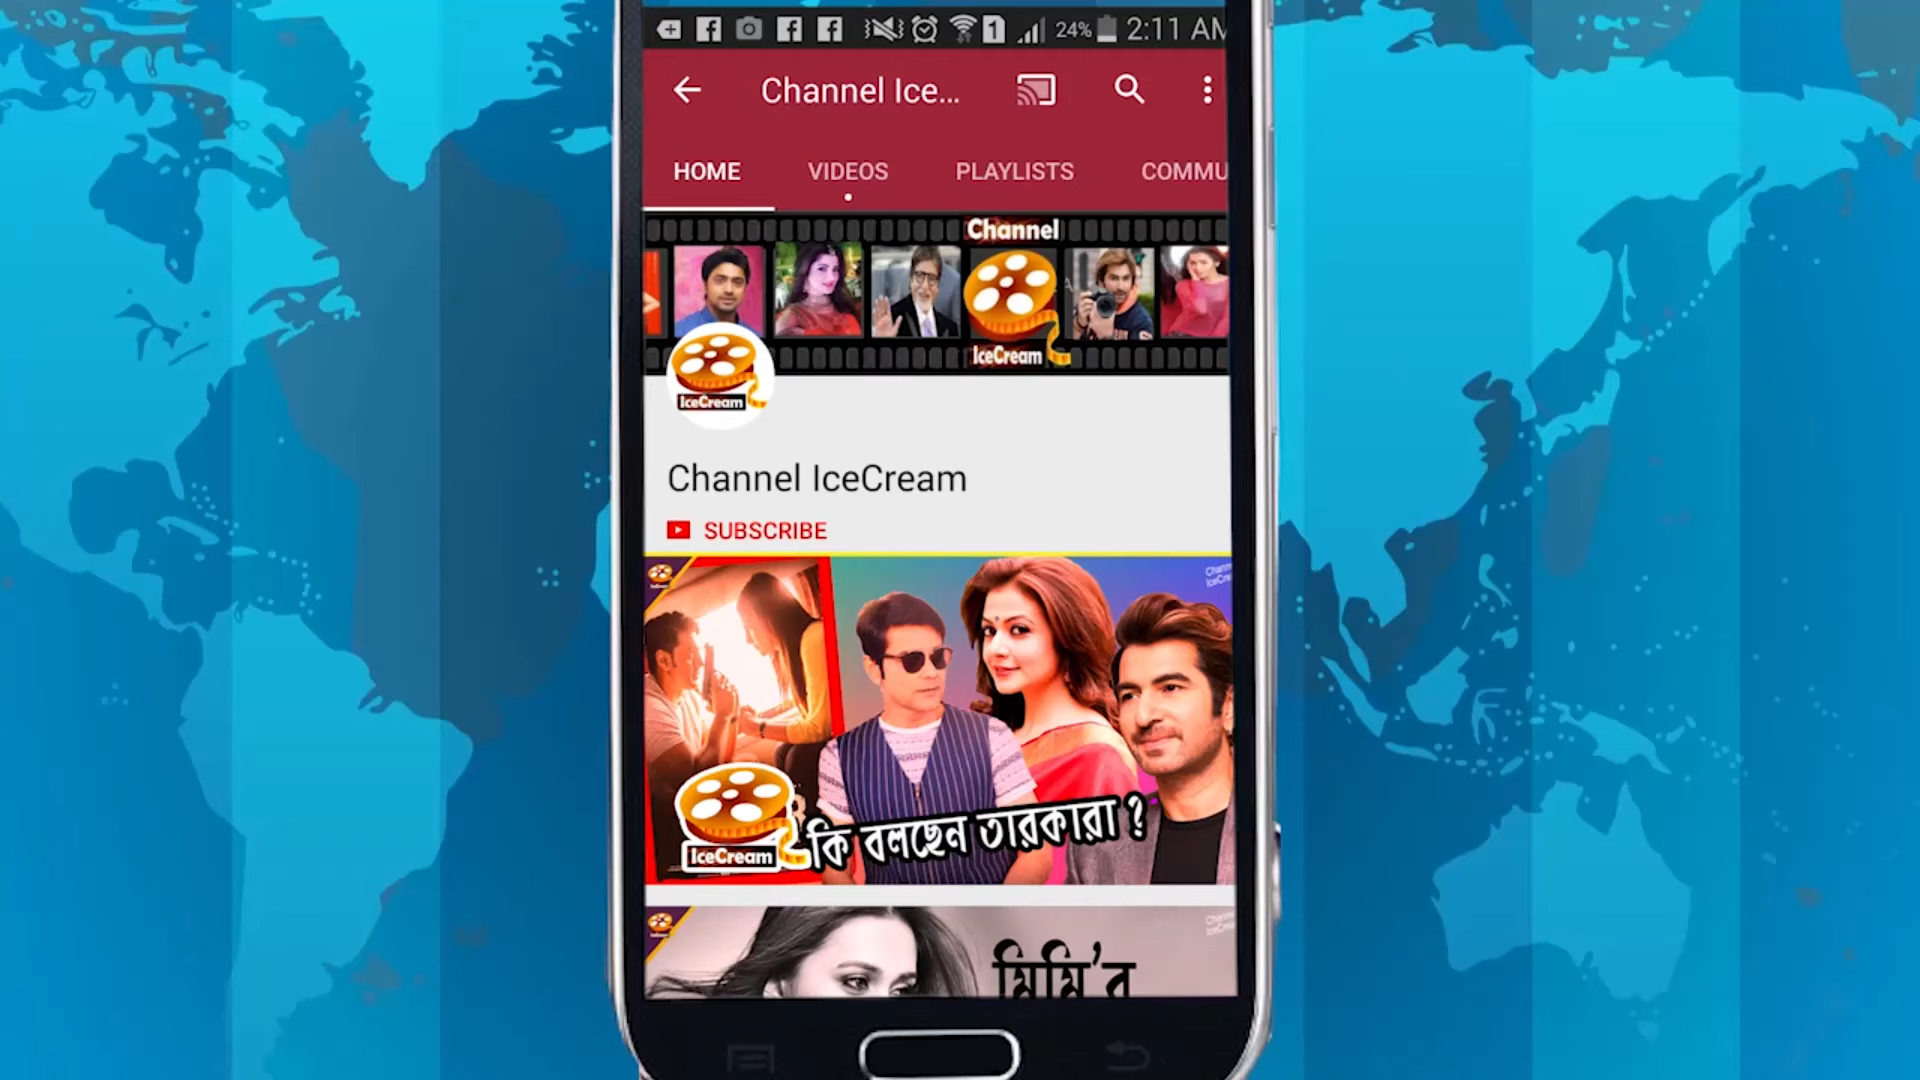 24% 2:11 AM
Channel Ice...
HOME VIDEOS PLAYLISTS COMMU
Channel
IceCream
IceCream
Channel IceCream
SUBSCRIBE
IceCream
কি বলছেন তারকারা ?
মিমি'র